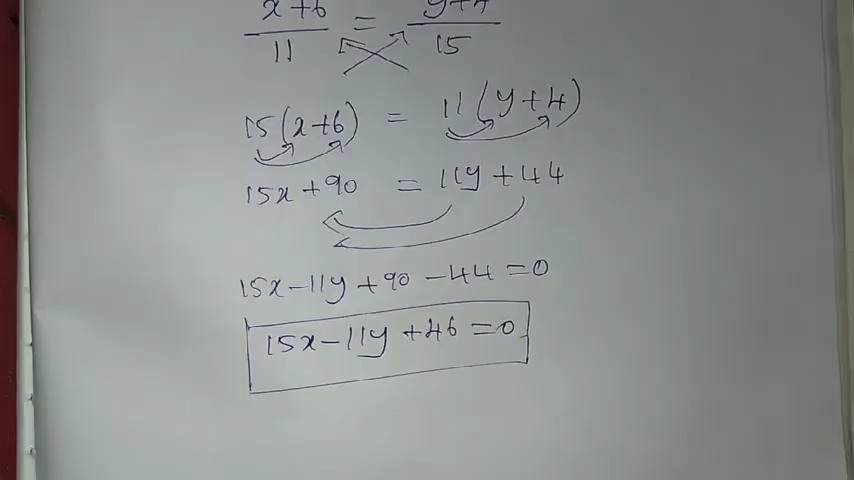 x+6 = y+4
11 15
15(x+6) = 11(y+4)
15x+90 = 11y+44
15x-11y+90-44=0
15x-11y+46=0